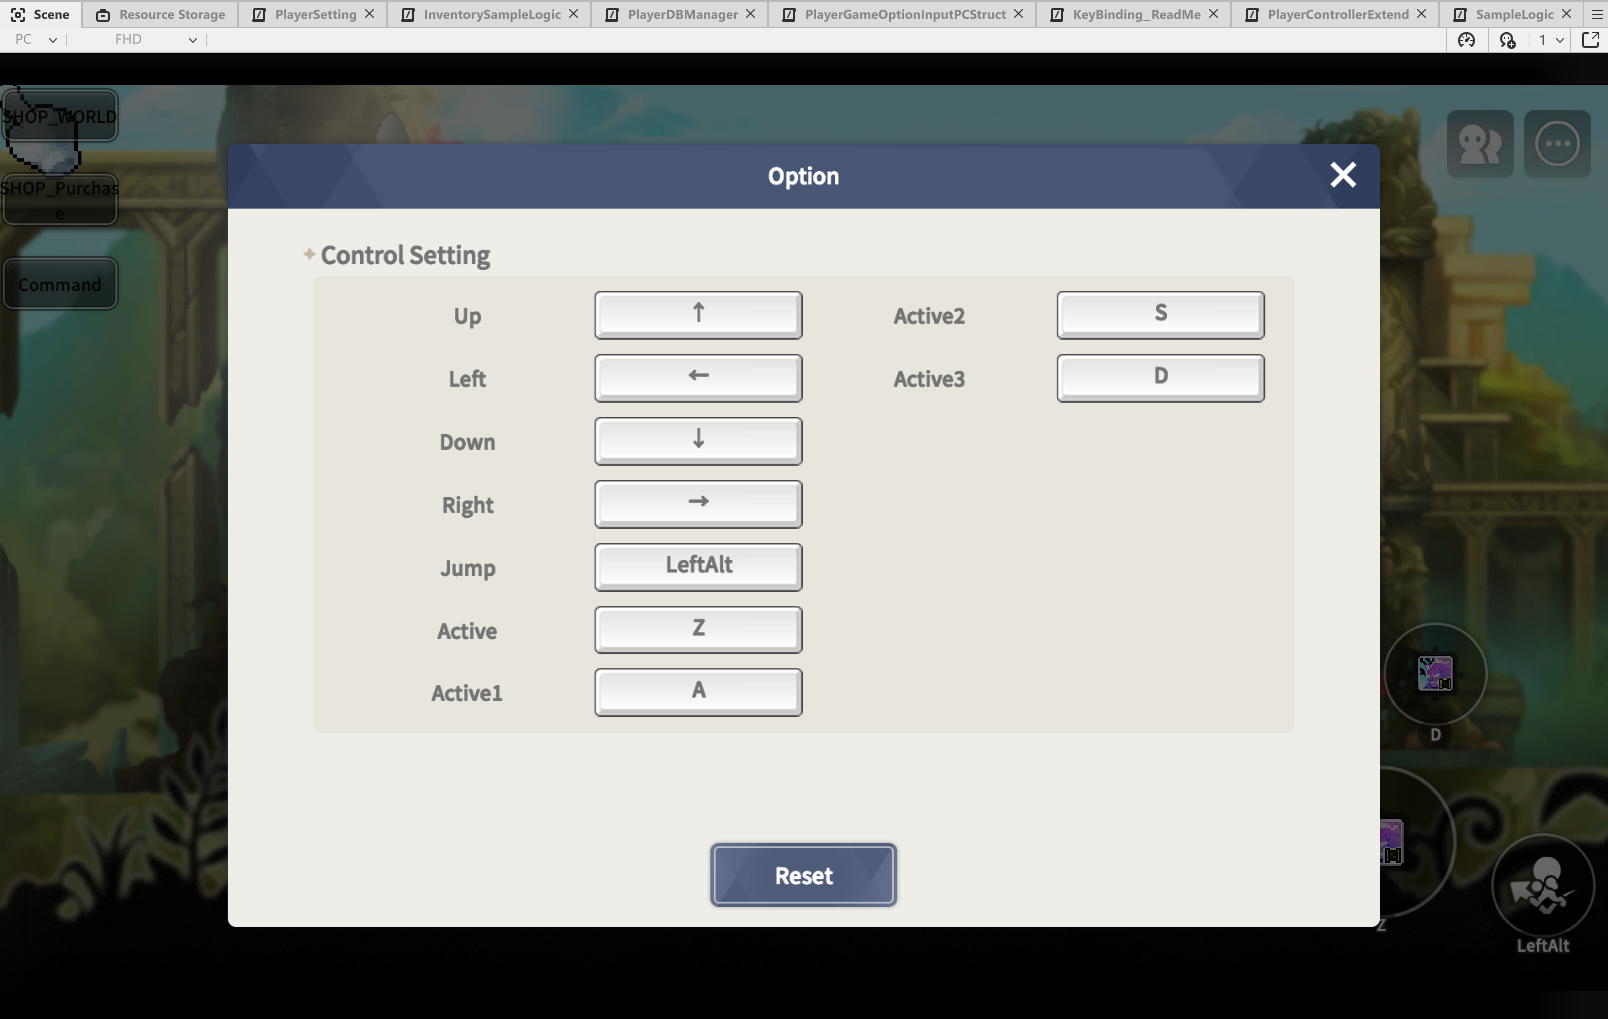 Scene
Resource Storage
PlayerSetting
InventorySampleLogic
PlayerDBManager
PlayerGameOptionInputPCStruct
KeyBinding_ReadMe
PlayerControllerExtend
SampleLogic
PC
FHD
1
SHOP_WORLD
SHOP_Purchas
e
Command
Option
Control Setting
Up
↑
Active2
S
Left
←
Active3
D
Down
↓
Right
→
Jump
LeftAlt
Active
Z
Active1
A
Reset
D
Z
LeftAlt